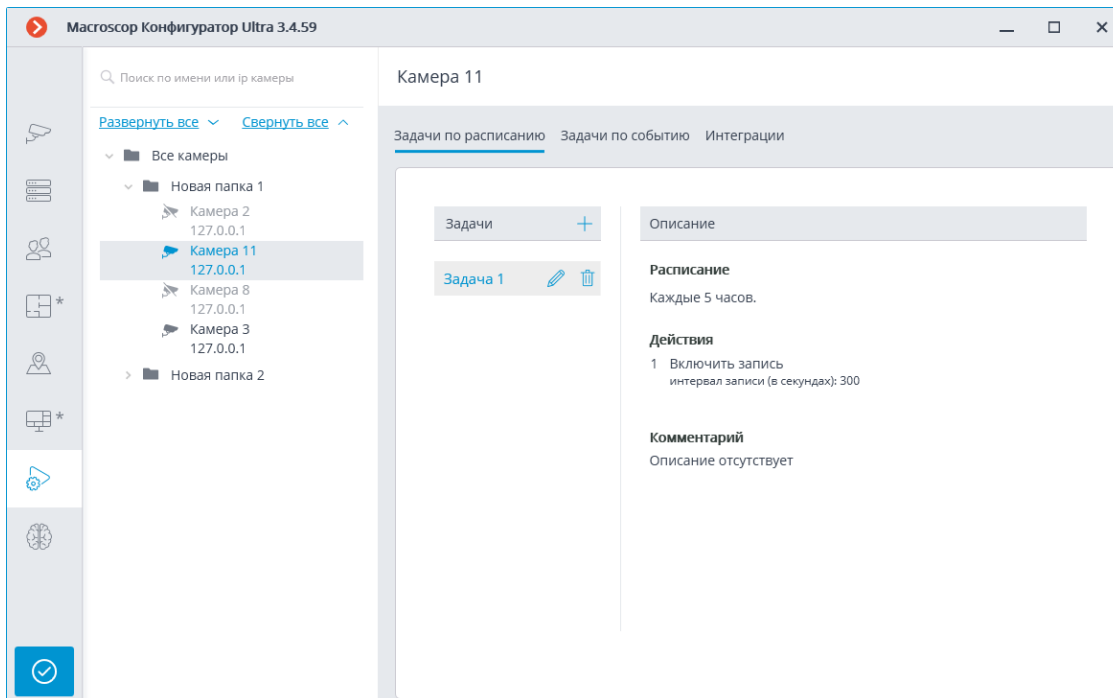 Macroscop Конфигуратор Ultra 3.4.59
Поиск по имени или ip камеры
Развернуть все
Свернуть все
Все камеры
Новая папка 1
Камера 2
127.0.0.1
Камера 11
127.0.0.1
Камера 8
127.0.0.1
Камера 3
127.0.0.1
Новая папка 2
*
*
Камера 11
Задачи по расписанию
Задачи по событию
Интеграции
Задачи
Задача 1
Описание
Расписание
Каждые 5 часов.
Действия
1 Включить запись
интервал записи (в секундах): 300
Комментарий
Описание отсутствует